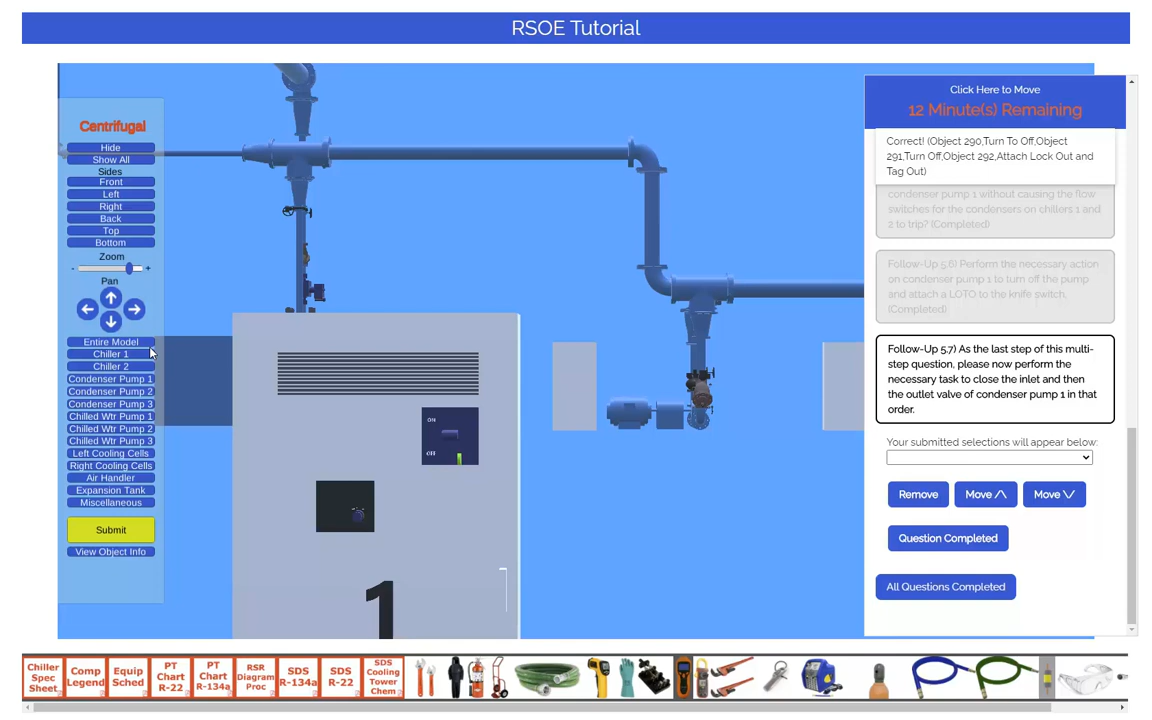 RSOE Tutorial
Centrifugal
Hide
Show All
Sides
Front
Left
Right
Back
Top
Bottom
Zoom
- +
Pan
Entire Model
Chiller 1
Chiller 2
Condenser Pump 1
Condenser Pump 2
Condenser Pump 3
Chilled Wtr Pump 1
Chilled Wtr Pump 2
Chilled Wtr Pump 3
Left Cooling Cells
Right Cooling Cells
Air Handler
Expansion Tank
Miscellaneous
Submit
View Object Info
ON
OFF
1
Click Here to Move
12 Minute(s) Remaining
Correct! (Object 290,Turn To Off,Object
291,Turn Off,Object 292,Attach Lock Out and
Tag Out)
condenser pump 1 without causing the flow
switches for the condensers on chillers 1 and
2 to trip? (Completed)
Follow-Up 5.6) Perform the necessary action
on condenser pump 1 to turn off the pump
and attach a LOTO to the knife switch.
(Completed)
Follow-Up 5.7) As the last step of this multi-
step question, please now perform the
necessary task to close the inlet and then
the outlet valve of condenser pump 1 in that
order.
Your submitted selections will appear below:
Remove
Move
Move
Question Completed
All Questions Completed
Chiller
Spec
Sheet
Comp
Legend
Equip
Sched
PT
Chart
R-22
PT
Chart
R-134a
RSR
Diagram
Proc
SDS
R-134a
SDS
R-22
SDS
Cooling
Tower
Chem